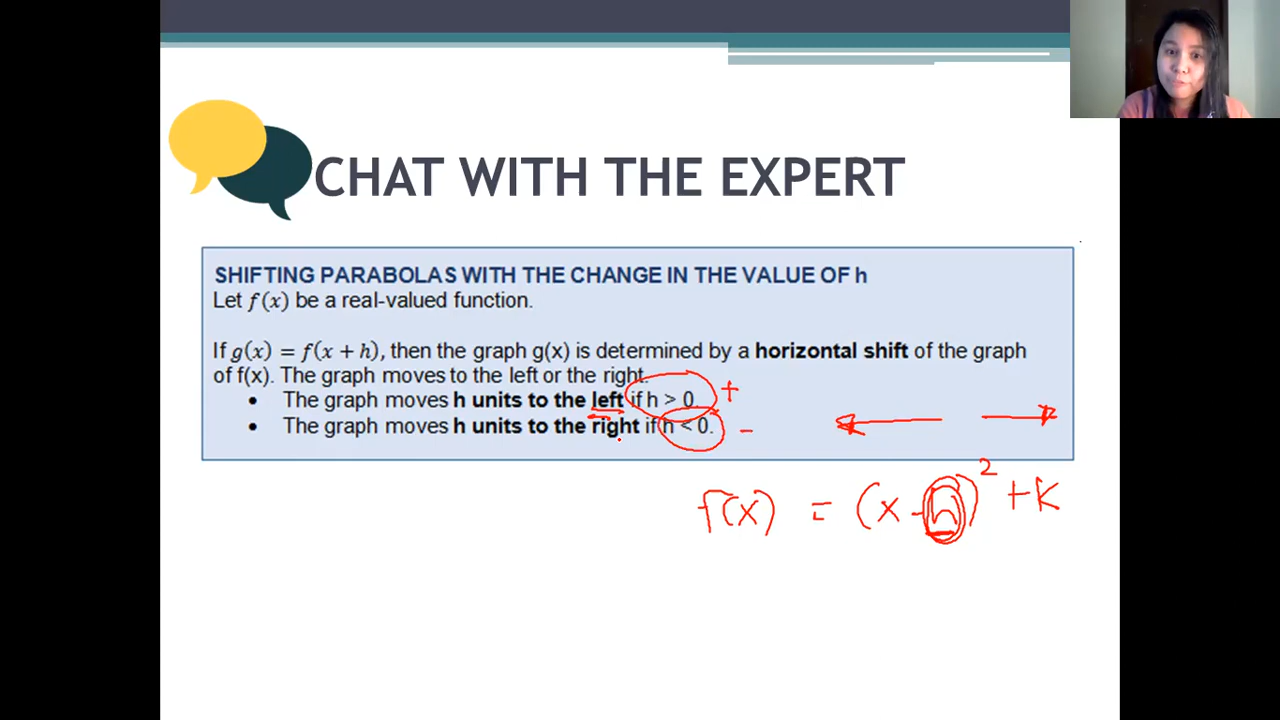 CHAT WITH THE EXPERT
SHIFTING PARABOLAS WITH THE CHANGE IN THE VALUE OF h
Let f(x) be a real-valued function.
If g(x) = f(x + h), then the graph g(x) is determined by a horizontal shift of the graph
of f(x). The graph moves to the left or the right.
• The graph moves h units to the left if h > 0. +
• The graph moves h units to the right if h < 0. -
f(x) = (x - h)² + k